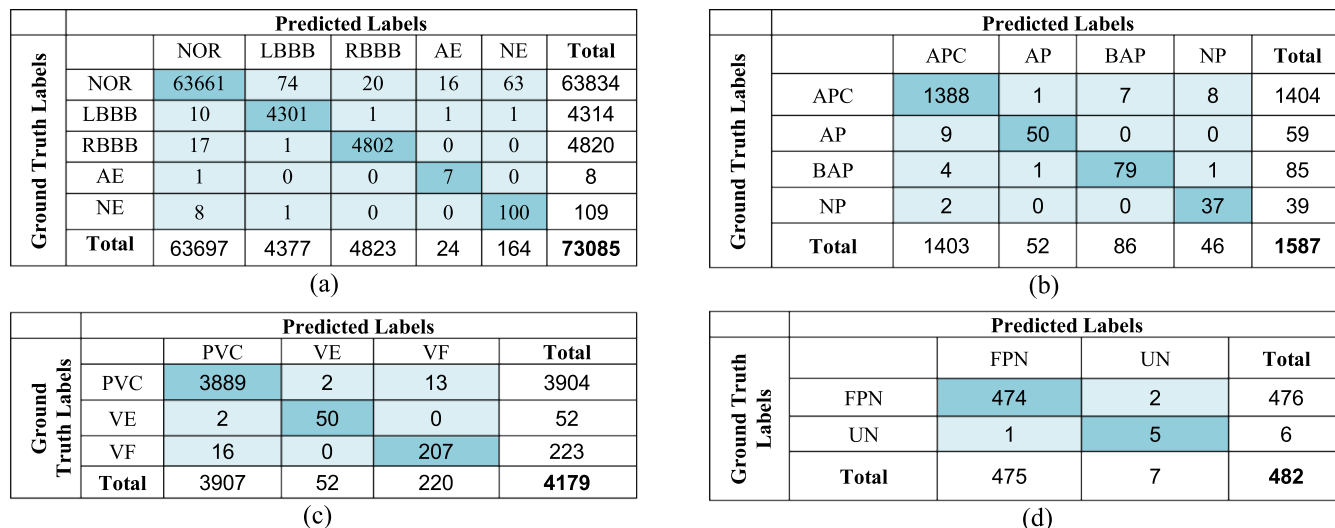 Predicted Labels
Ground Truth Labels
NOR LBBB RBBB AE NE Total
NOR 63661 74 20 16 63 63834
LBBB 10 4301 1 1 1 4314
RBBB 17 1 4802 0 0 4820
AE 1 0 0 7 0 8
NE 8 1 0 0 100 109
Total 63697 4377 4823 24 164 73085
(a)
Predicted Labels
Ground Truth Labels
APC AP BAP NP Total
APC 1388 1 7 8 1404
AP 9 50 0 0 59
BAP 4 1 79 1 85
NP 2 0 0 37 39
Total 1403 52 86 46 1587
(b)
Predicted Labels
Ground
Truth Labels
PVC VE VF Total
PVC 3889 2 13 3904
VE 2 50 0 52
VF 16 0 207 223
Total 3907 52 220 4179
(c)
Predicted Labels
Ground Truth
Labels
FPN UN Total
FPN 474 2 476
UN 1 5 6
Total 475 7 482
(d)